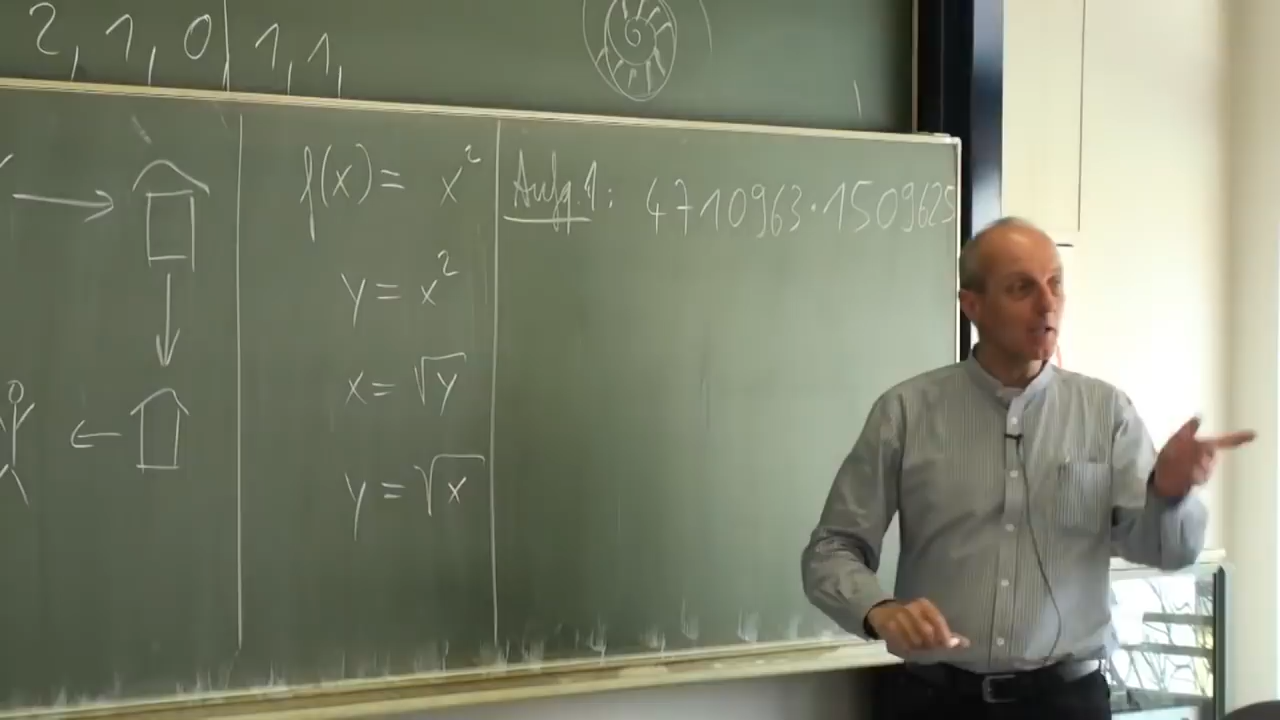 2, 1, 0 | 1, 1,
f(x) = x²
y = x²
x = √y
y = √x
Aufg. 1: 4710963·1509625